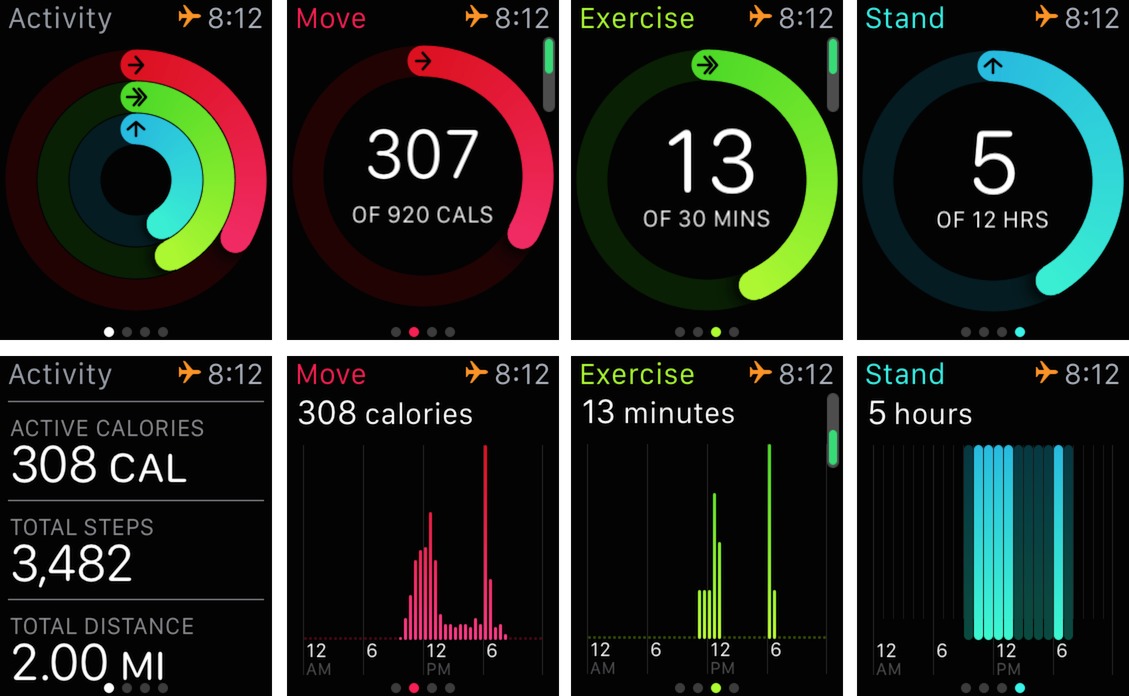 Activity 8:12
307
OF 920 CALS
Move 8:12
Exercise 8:12
13
OF 30 MINS
Stand 8:12
5
OF 12 HRS
Activity 8:12
ACTIVE CALORIES
308 CAL
TOTAL STEPS
3,482
TOTAL DISTANCE
2.00 MI
Move 8:12
308 calories
12 6 12 6
AM PM
Exercise 8:12
13 minutes
12 6 12 6
AM PM
Stand 8:12
5 hours
12 6 12 6
AM PM